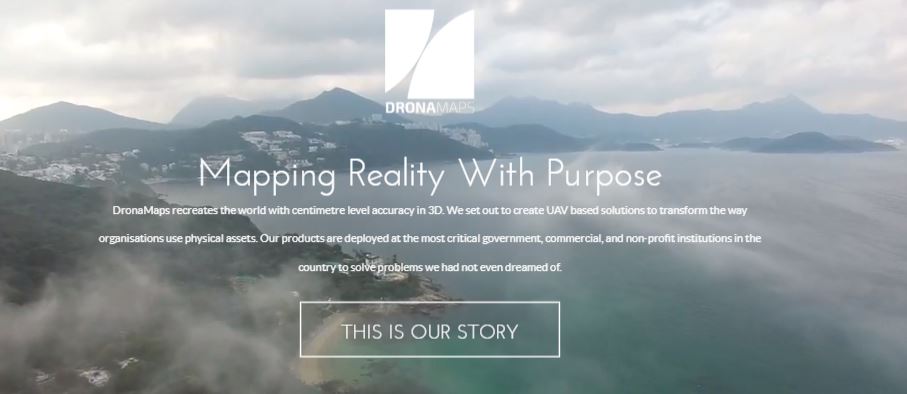 DRONAMAPS
Mapping Reality With Purpose
DronaMaps recreates the world with centimetre level accuracy in 3D. We set out to create UAV based solutions to transform the way
organisations use physical assets. Our products are deployed at the most critical government, commercial, and non-profit institutions in the
country to solve problems we had not even dreamed of.
THIS IS OUR STORY